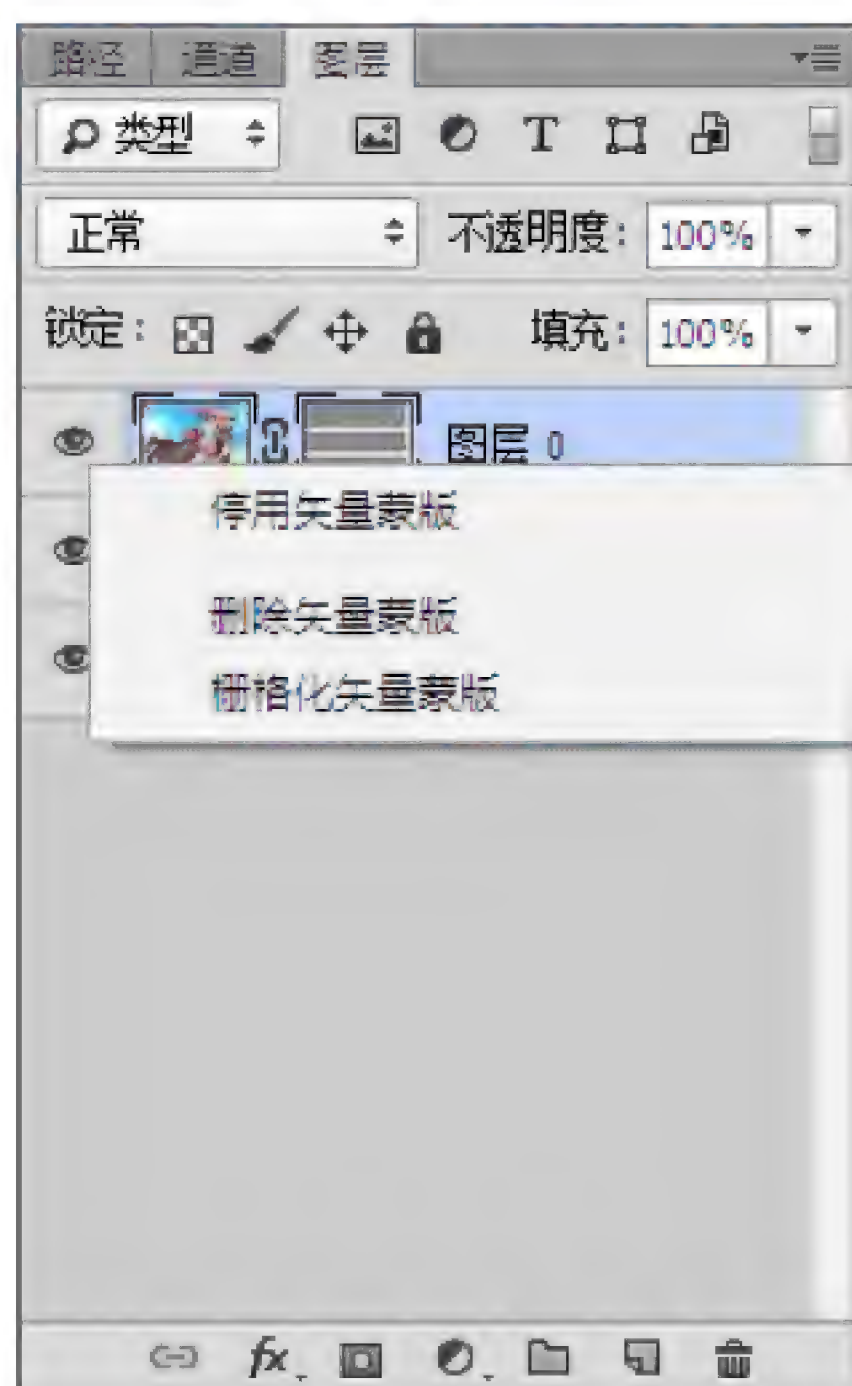 路径 通道 图层
类型 T
正常 不透明度: 100%
锁定: 填充: 100%
图层 0
停用矢量蒙版
删除矢量蒙版
栅格化矢量蒙版
fx